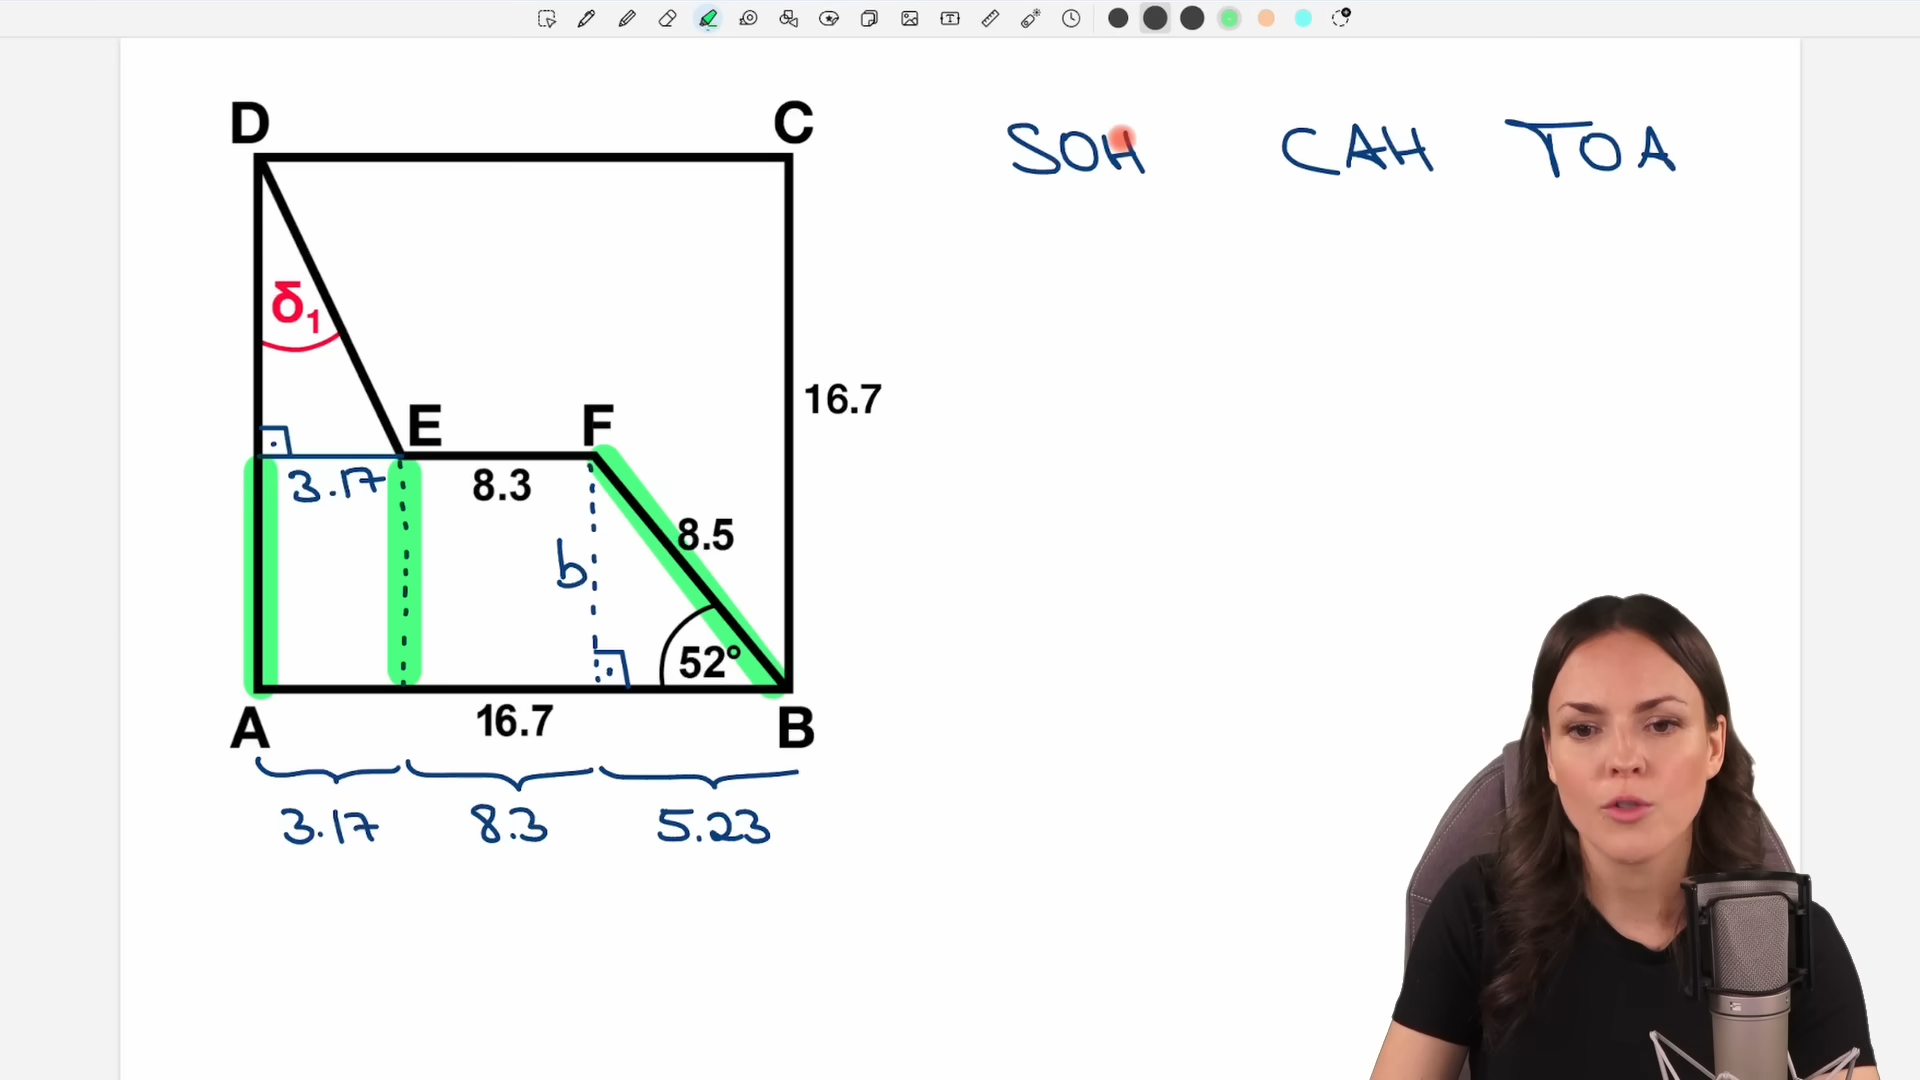 D C
SOH CAH TOA
δ1
16.7
E F
3.17 8.3
8.5
b
52°
A 16.7 B
3.17 8.3 5.23